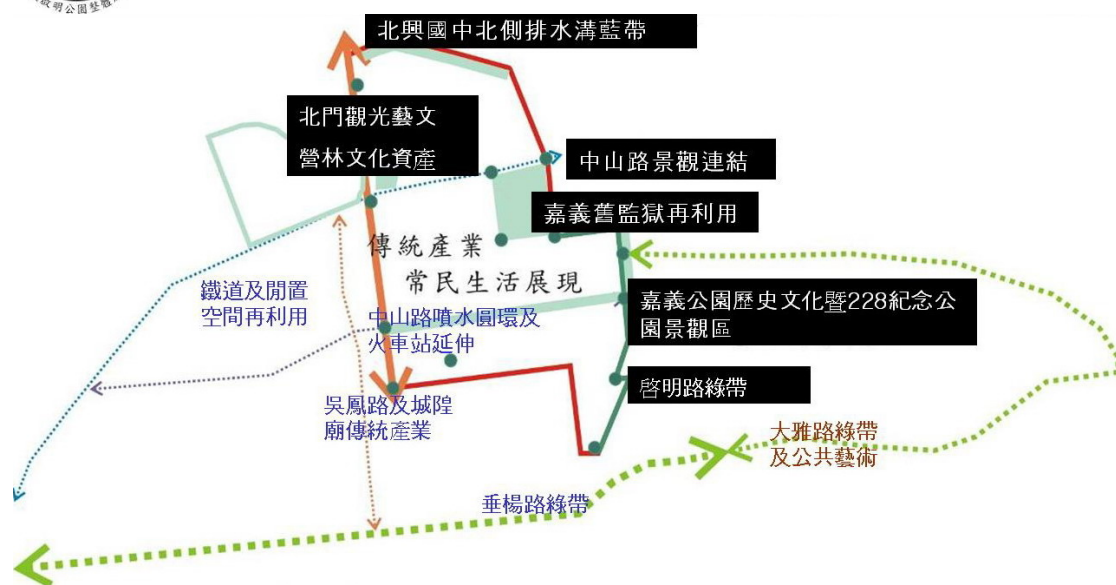 啟明公園整體
北興國中北側排水溝藍帶
北門觀光藝文
營林文化資產
中山路景觀連結
嘉義舊監獄再利用
傳統產業
常民生活展現
鐵道及閒置
空間再利用
中山路噴水圓環及
火車站延伸
嘉義公園歷史文化暨228紀念公
園景觀區
啓明路綠帶
吳鳳路及城隍
廟傳統產業
大雅路綠帶
及公共藝術
垂楊路綠帶